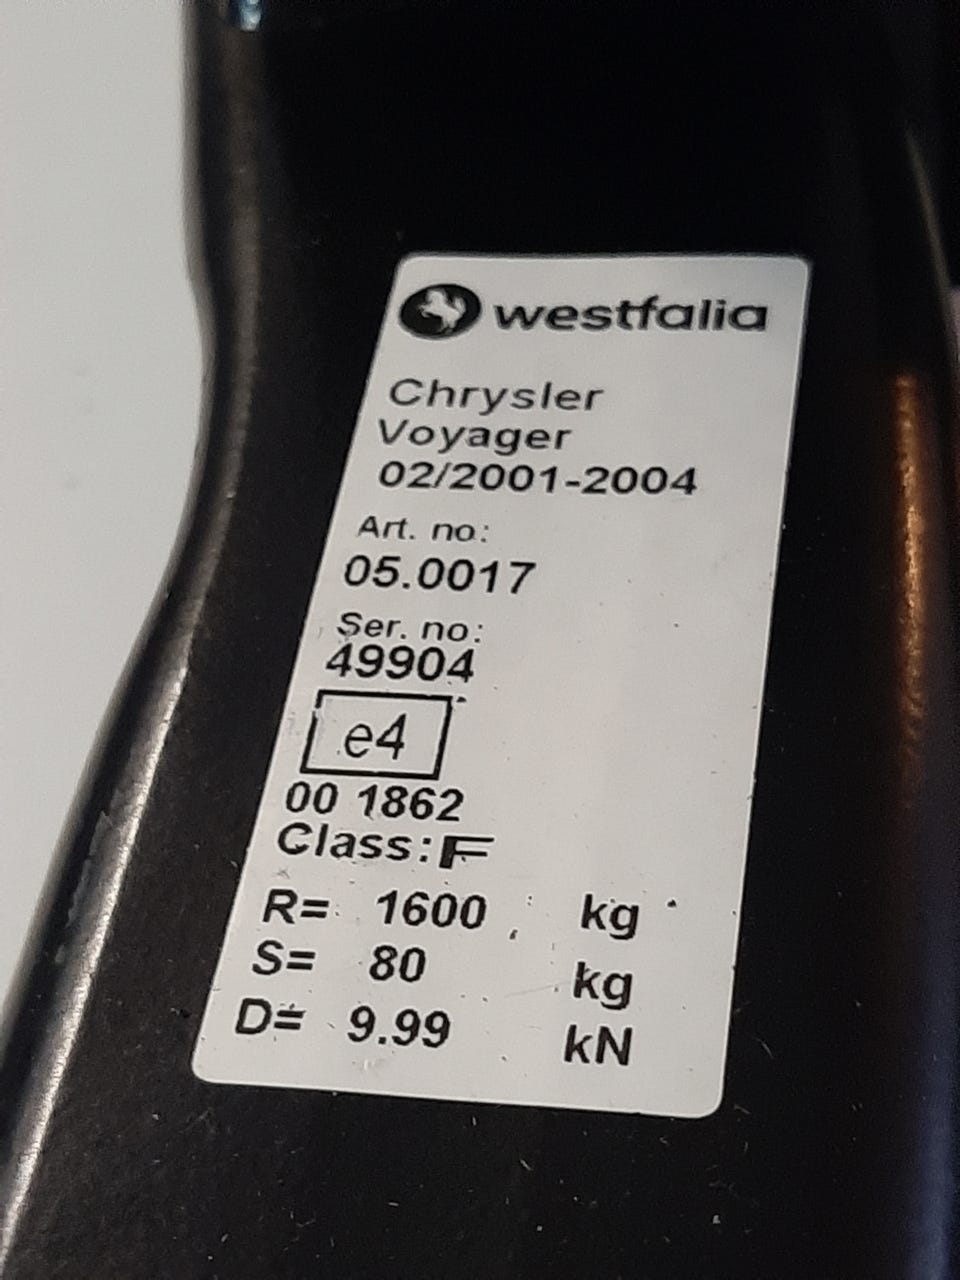 westfalia
Chrysler
Voyager
02/2001-2004
Art. no:
05.0017
Ser. no:
49904
e4
00 1862
Class: F
R= 1600 kg
S= 80 kg
D= 9.99 kN